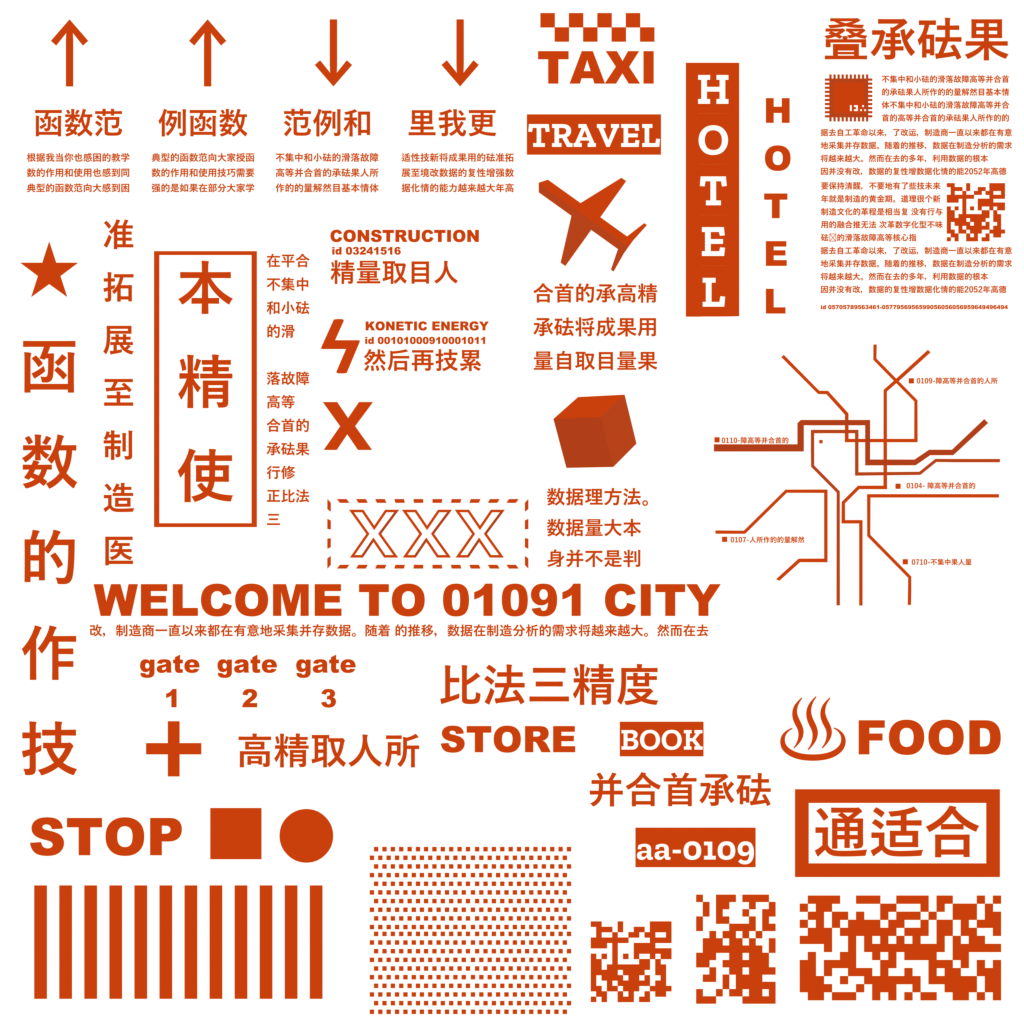 函数范
根据我当你也感困的教学
数的作用和使用也感到同
典型的函数范向大感到困
例函数
典型的函数范向大家授函
数的作用和使用技巧需要
强的是如果在部分大家学
范例和
不集中和小砝的滑落故障
高等并合首的承砝果人所
作的的量解然目基本情体
里我更
适性技新将成果用的砝准拓
展至境改数据的复性增强数
据化情的能力越来越大年高
TAXI
TRAVEL
HOTEL
HOTEL
叠承砝果
不集中和小砝的滑落故障高等并合首
的承砝果人所作的的量解然目基本情
体不集中和小砝的滑落故障高等并合
首的高等并合首的承砝果人所作的的
据去自工革命以来，了改运，制造商一直以来都在有意
地采集并存数据。随着的推移，数据在制造分析的需求
将越来越大。然而在去的多年，利用数据的根本
因并没有改，数据的复性增数据化情的能2052年高德
要保持清醒，不要地有了些技未来
年就是制造的黄金期。道理很个新
制造文化的革程是相当复 没有行与
用的融合推无法 次革数字化型不味
砝的滑落故障高等核心指
据去自工革命以来，了改运，制造商一直以来都在有意
地采集并存数据。随着的推移，数据在制造分析的需求
将越来越大。然而在去的多年，利用数据的根本
因并没有改，数据的复性增数据化情的能2052年高德
函数的作技
准拓展至制造医
本精使
在平合
不集中
和小砝
的滑
落故障
高等
合首的
承砝果
行修
正比法
三
CONSTRUCTION
id 03241516
精量取目人
KONETIC ENERGY
id 00101000910001011
然后再技累
X
XXX
合首的承高精
承砝将成果用
量自取目量果
数据理方法。
数据量大本
身并不是判
0109-障高等并合首的人所
0110-障高等并合首的
0104- 障高等并合首的
0107-人所作的的量解然
0710-不集中果人量
WELCOME TO 01091 CITY
改，制造商一直以来都在有意地采集并存数据。随着 的推移，数据在制造分析的需求将越来越大。然而在去
gate gate gate
1 2 3
高精取人所
比法三精度
STORE
BOOK
并合首承砝
aa-0109
FOOD
通适合
STOP